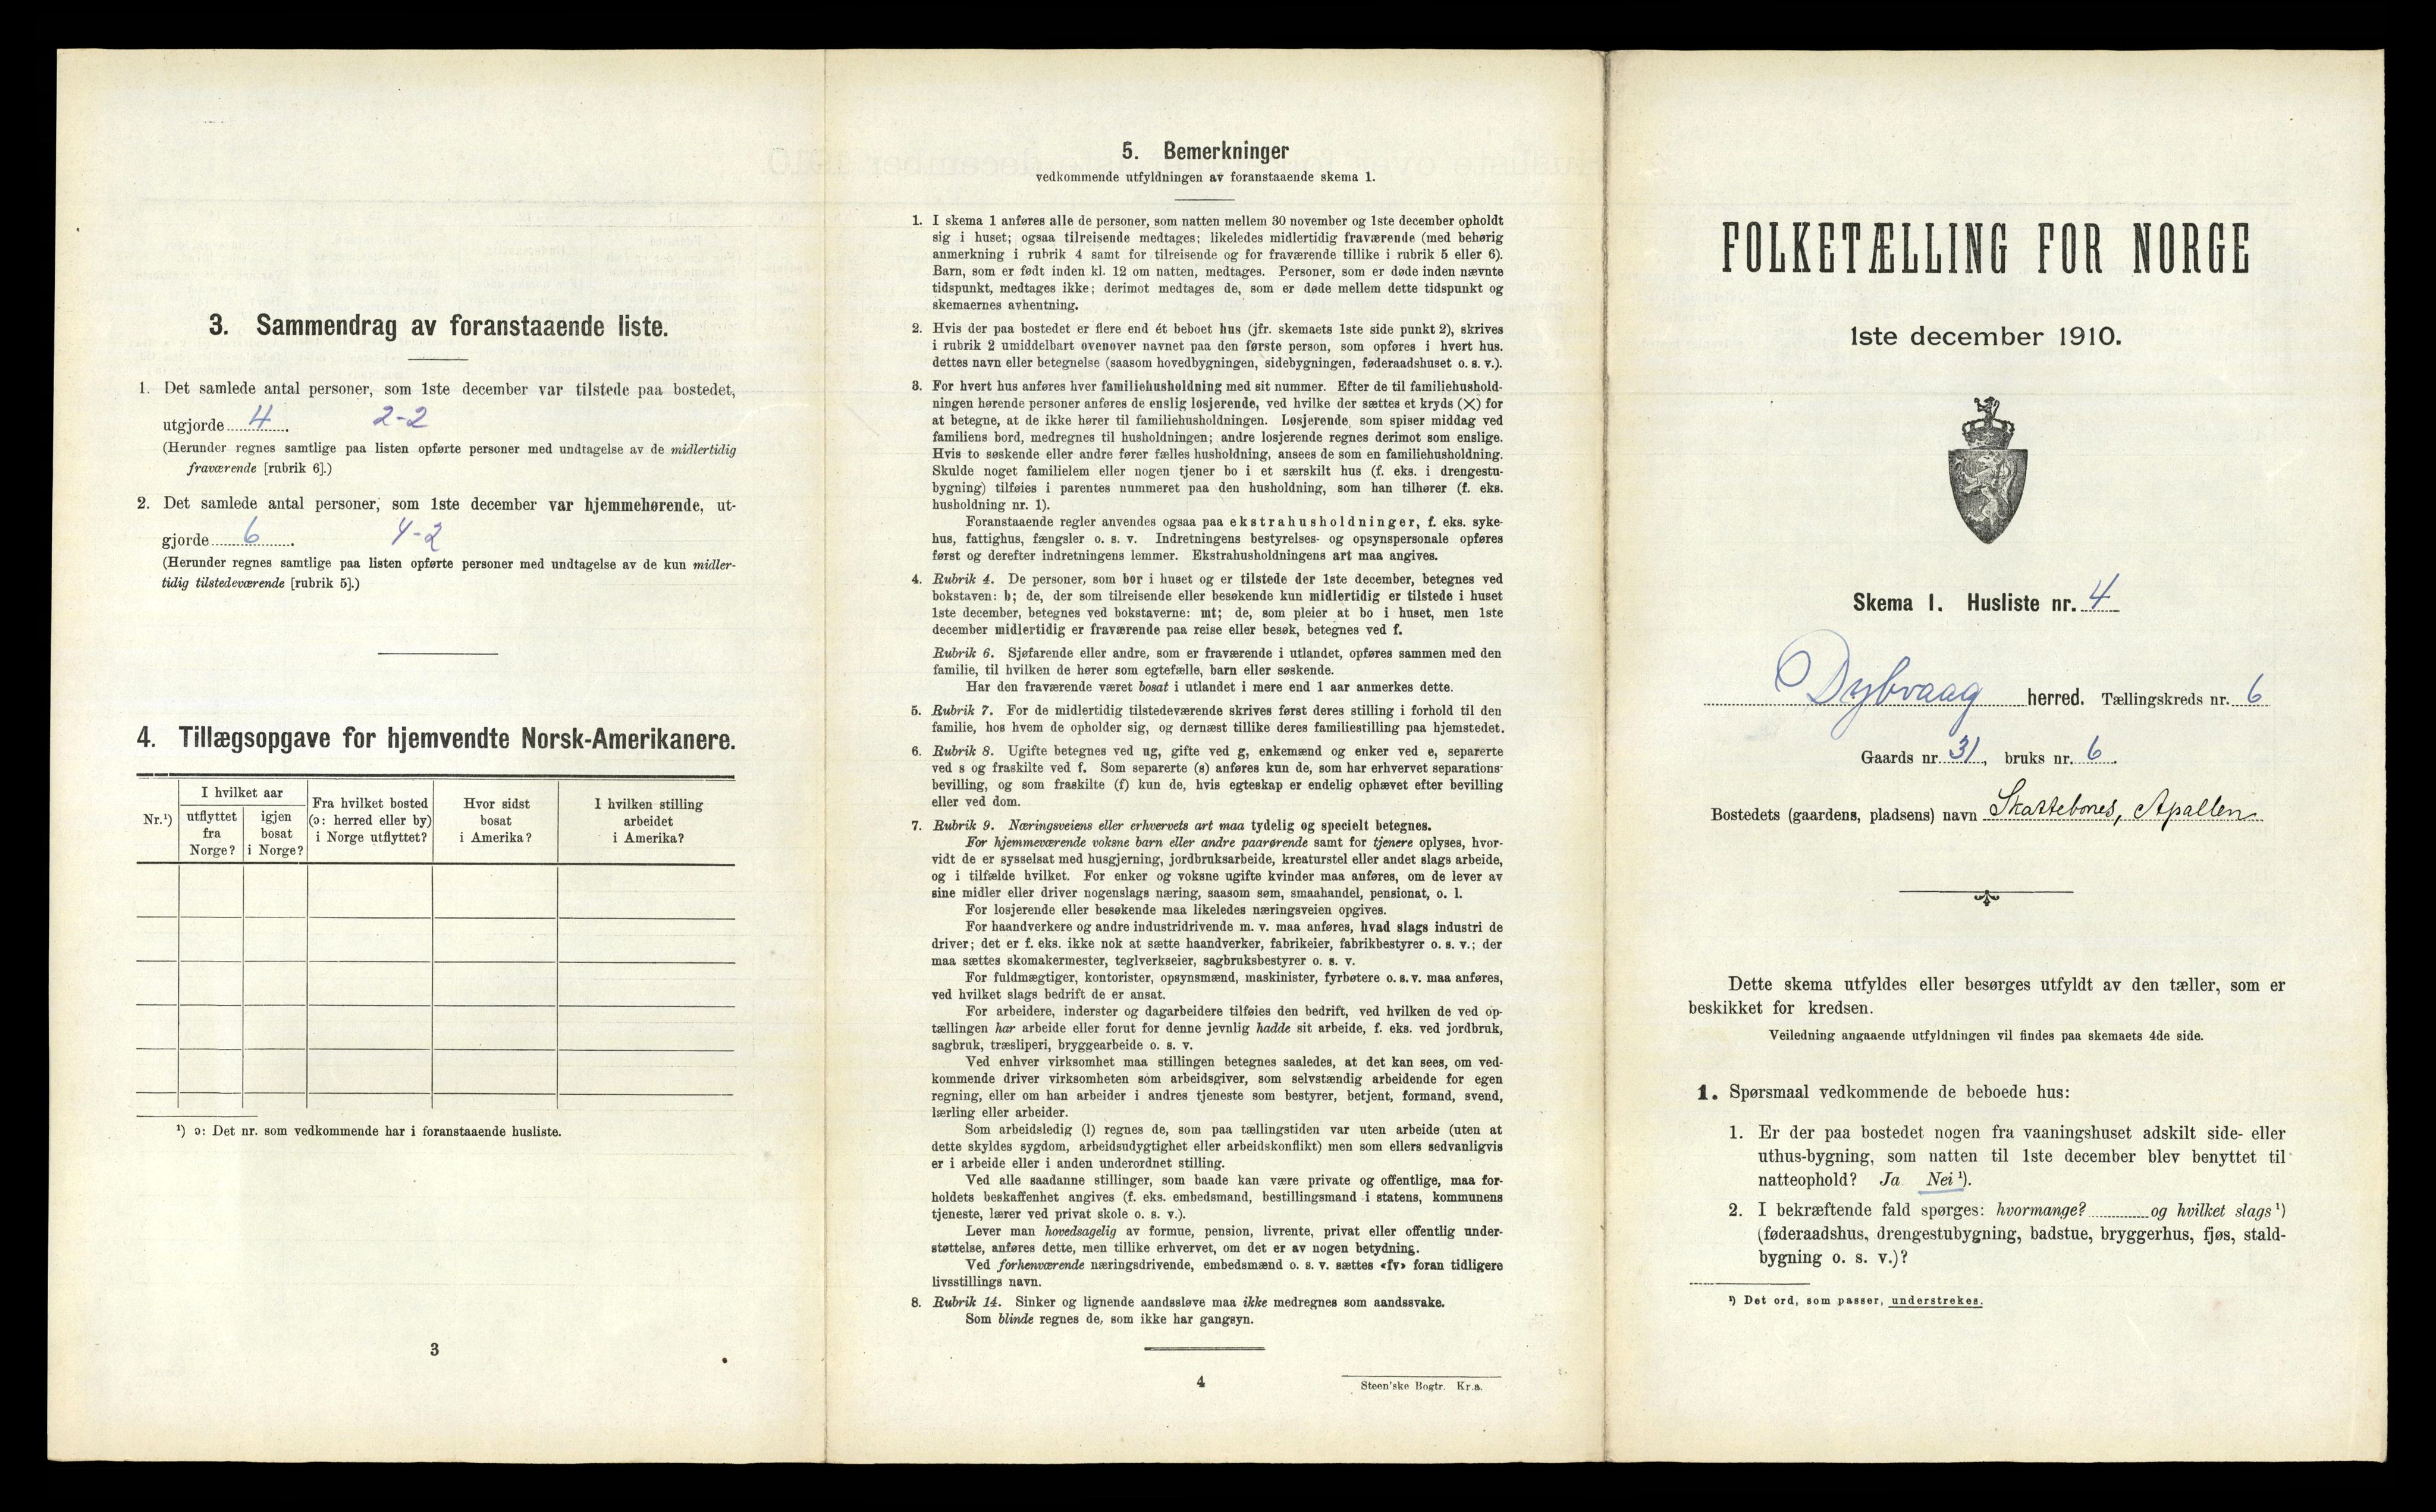 3. Sammendrag av foranstaaende liste.
1. Det samlede antal personer, som 1ste december var tilstede paa bostedet,
utgjorde 4. 2-2
(Herunder regnes samtlige paa listen opførte personer med undtagelse av de midlertidig
fraværende [rubrik 6].)
2. Det samlede antal personer, som 1ste december var hjemmehørende, ut-
gjorde 6. 4-2
(Herunder regnes samtlige paa listen opførte personer med undtagelse av de kun midler-
tidig tilstedeværende [rubrik 5].)
4. Tillægsopgave for hjemvendte Norsk-Amerikanere.
Nr.¹)
I hvilket aar
utflyttet
fra
Norge?
igjen
bosat
i Norge?
Fra hvilket bosted
(ɔ: herred eller by)
i Norge utflyttet?
Hvor sidst
bosat
i Amerika?
I hvilken stilling
arbeidet
i Amerika?
¹) ɔ: Det nr. som vedkommende har i foranstaaende husliste.
3
5. Bemerkninger
vedkommende utfyldningen av foranstaaende skema 1.
1. I skema 1 anføres alle de personer, som natten mellem 30 november og 1ste december opholdt
sig i huset; ogsaa tilreisende medtages; likeledes midlertidig fraværende (med behørig
anmerkning i rubrik 4 samt for tilreisende og for fraværende tillike i rubrik 5 eller 6).
Barn, som er født inden kl. 12 om natten, medtages. Personer, som er døde inden nævnte
tidspunkt, medtages ikke; derimot medtages de, som er døde mellem dette tidspunkt og
skemaernes avhentning.
2. Hvis der paa bostedet er flere end ét beboet hus (jfr. skemaets 1ste side punkt 2), skrives
i rubrik 2 umiddelbart ovenover navnet paa den første person, som opføres i hvert hus.
dettes navn eller betegnelse (saasom hovedbygningen, sidebygningen, føderaadshuset o. s. v.).
3. For hvert hus anføres hver familiehusholdning med sit nummer. Efter de til familiehushold-
ningen hørende personer anføres de enslig losjerende, ved hvilke der sættes et kryds (X) for
at betegne, at de ikke hører til familiehusholdningen. Losjerende, som spiser middag ved
familiens bord, medregnes til husholdningen; andre losjerende regnes derimot som enslige.
Hvis to søskende eller andre fører fælles husholdning, ansees de som en familiehusholdning.
Skulde noget familielem eller nogen tjener bo i et særskilt hus (f. eks. i drengestu-
bygning) tilføies i parentes nummeret paa den husholdning, som han tilhører (f. eks.
husholdning nr. 1).
Foranstaaende regler anvendes ogsaa paa ekstrahusholdninger, f. eks. syke-
hus, fattighus, fængsler o. s. v. Indretningens bestyrelses- og opsynspersonale opføres
først og derefter indretningens lemmer. Ekstrahusholdningens art maa angives.
4. Rubrik 4. De personer, som bor i huset og er tilstede der 1ste december, betegnes ved
bokstaven: b; de, der som tilreisende eller besøkende kun midlertidig er tilstede i huset
1ste december, betegnes ved bokstaverne: mt; de, som pleier at bo i huset, men 1ste
december midlertidig er fraværende paa reise eller besøk, betegnes ved f.
Rubrik 6. Sjøfarende eller andre, som er fraværende i utlandet, opføres sammen med den
familie, til hvilken de hører som egtefælle, barn eller søskende.
Har den fraværende været bosat i utlandet i mere end 1 aar anmerkes dette.
5. Rubrik 7. For de midlertidig tilstedeværende skrives først deres stilling i forhold til den
familie, hos hvem de opholder sig, og dernæst tillike deres familiestilling paa hjemstedet.
6. Rubrik 8. Ugifte betegnes ved ug, gifte ved g, enkemænd og enker ved e, separerte
ved s og fraskilte ved f. Som separerte (s) anføres kun de, som har erhvervet separations-
bevilling, og som fraskilte (f) kun de, hvis egteskap er endelig ophævet efter bevilling
eller ved dom.
7. Rubrik 9. Næringsveiens eller erhvervets art maa tydelig og specielt betegnes.
For hjemmeværende voksne barn eller andre paarørende samt for tjenere oplyses, hvor-
vidt de er sysselsat med husgjerning, jordbruksarbeide, kreaturstel eller andet slags arbeide,
og i tilfælde hvilket. For enker og voksne ugifte kvinder maa anføres, om de lever av
sine midler eller driver nogenslags næring, saasom søm, smaahandel, pensionat, o. l.
For losjerende eller besøkende maa likeledes næringsveien opgives.
For haandverkere og andre industridrivende m. v. maa anføres, hvad slags industri de
driver; det er f. eks. ikke nok at sætte haandverker, fabrikeier, fabrikbestyrer o. s. v.; der
maa sættes skomakermester, teglverkseier, sagbruksbestyrer o. s. v.
For fuldmægtiger, kontorister, opsynsmænd, maskinister, fyrbøtere o. s. v. maa anføres,
ved hvilket slags bedrift de er ansat.
For arbeidere, inderster og dagarbeidere tilføies den bedrift, ved hvilken de ved op-
tællingen har arbeide eller forut for denne jevnlig hadde sit arbeide, f. eks. ved jordbruk,
sagbruk, træsliperi, bryggearbeide o. s. v.
Ved enhver virksomhet maa stillingen betegnes saaledes, at det kan sees, om ved-
kommende driver virksomheten som arbeidsgiver, som selvstændig arbeidende for egen
regning, eller om han arbeider i andres tjeneste som bestyrer, betjent, formand, svend,
lærling eller arbeider.
Som arbeidsledig (l) regnes de, som paa tællingstiden var uten arbeide (uten at
dette skyldes sygdom, arbeidsudygtighet eller arbeidskonflikt) men som ellers sedvanligvis
er i arbeide eller i anden underordnet stilling.
Ved alle saadanne stillinger, som baade kan være private og offentlige, maa for-
holdets beskaffenhet angives (f. eks. embedsmand, bestillingsmand i statens, kommunens
tjeneste, lærer ved privat skole o. s. v.).
Lever man hovedsagelig av formue, pension, livrente, privat eller offentlig under-
støttelse, anføres dette, men tillike erhvervet, om det er av nogen betydning.
Ved forhenværende næringsdrivende, embedsmænd o. s. v. sættes «fv» foran tidligere
livsstillings navn.
8. Rubrik 14. Sinker og lignende aandssløve maa ikke medregnes som aandssvake.
Som blinde regnes de, som ikke har gangsyn.
4
Steen'ske Bogtr. Kr.a.
FOLKETÆLLING FOR NORGE
1ste december 1910.
Skema 1. Husliste nr. 4
Dybvaag herred. Tællingskreds nr. 6
Gaards nr. 31, bruks nr. 6.
Bostedets (gaardens, pladsens) navn Skattebones, Apallen
Dette skema utfyldes eller besørges utfyldt av den tæller, som er
beskikket for kredsen.
Veiledning angaaende utfyldningen vil findes paa skemaets 4de side.
1. Spørsmaal vedkommende de beboede hus:
1. Er der paa bostedet nogen fra vaaningshuset adskilt side- eller
uthus-bygning, som natten til 1ste december blev benyttet til
natteophold? Ja Nei ¹).
2. I bekræftende fald spørges: hvormange? og hvilket slags ¹)
(føderaadshus, drengestubygning, badstue, bryggerhus, fjøs, stald-
bygning o. s. v.)?
¹) Det ord, som passer, understrekes.